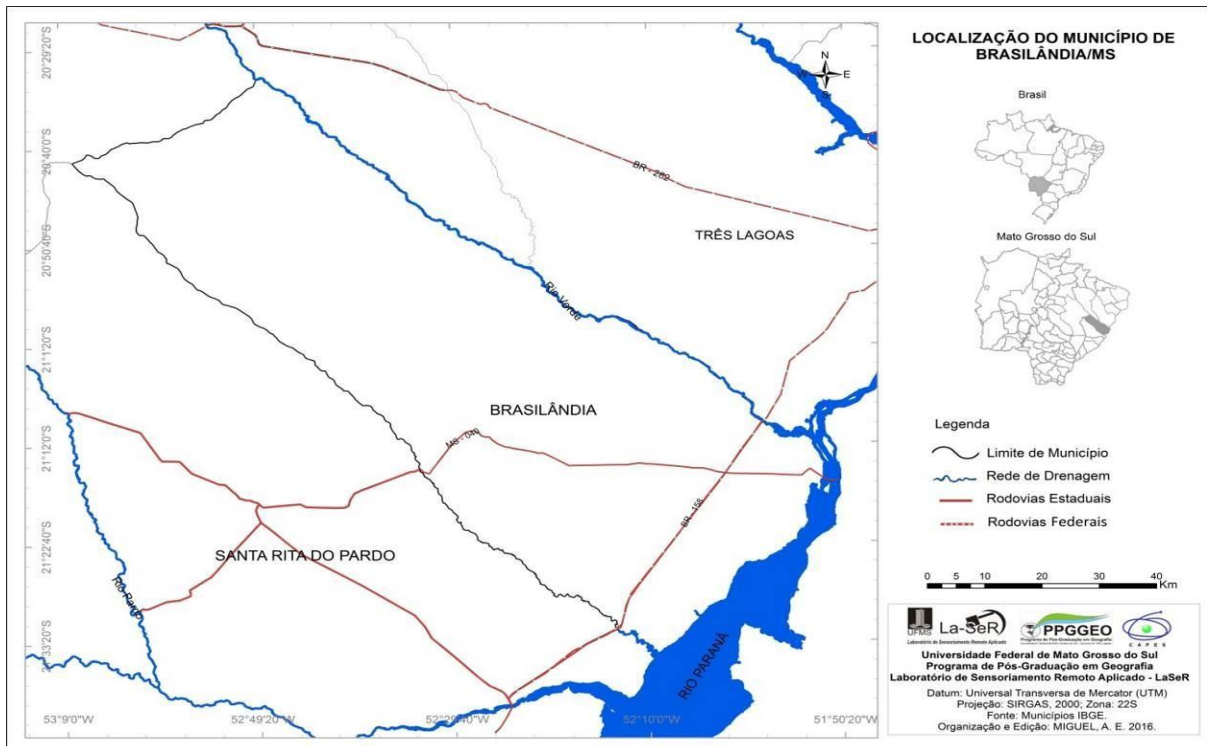 LOCALIZAÇÃO DO MUNICÍPIO DE
BRASILÂNDIA/MS
Brasil
Mato Grosso do Sul
Legenda
Limite de Município
Rede de Drenagem
Rodovias Estaduais
Rodovias Federais
0 5 10 20 30 40
Km
UFMS
La-SeR
Laboratório de Sensoriamento Remoto Aplicado
PPGGEO
CAPES
Universidade Federal de Mato Grosso do Sul
Programa de Pós-Graduação em Geografia
Laboratório de Sensoriamento Remoto Aplicado - LaSeR
Datum: Universal Transversa de Mercator (UTM)
Projeção: SIRGAS, 2000; Zona: 22S
Fonte: Municípios IBGE.
Organização e Edição: MIGUEL, A. E. 2016.
N
W E
S
BR - 262
TRÊS LAGOAS
Rio Verde
BRASILÂNDIA
MS - 040
BR - 158
SANTA RITA DO PARDO
Rio Pardo
RIO PARANÁ
20°29'20"S
20°40'0"S
20°50'40"S
21°1'20"S
21°12'0"S
21°22'40"S
21°33'20"S
53°9'0"W
52°49'20"W
52°29'40"W
52°10'0"W
51°50'20"W